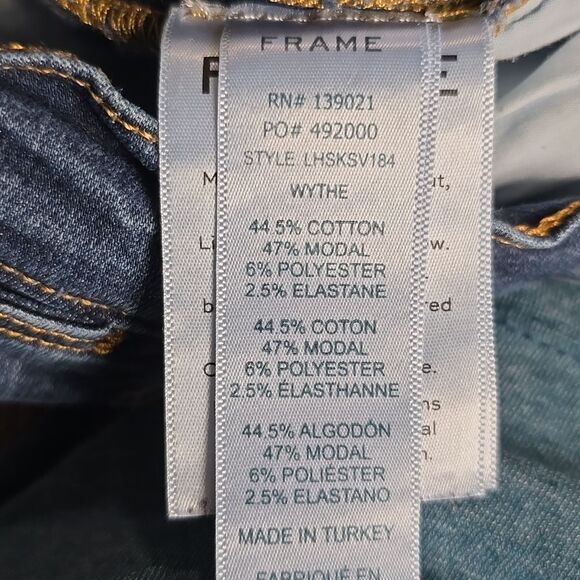 FRAME
RN# 139021
PO# 492000
STYLE: LHSKSV184
WYTHE
44.5% COTTON
47% MODAL
6% POLYESTER
2.5% ELASTANE
44.5% COTON
47% MODAL
6% POLYESTER
2.5% ÉLASTHANNE
44.5% ALGODÓN
47% MODAL
6% POLIÉSTER
2.5% ELASTANO
MADE IN TURKEY
FABRIQUÉ EN